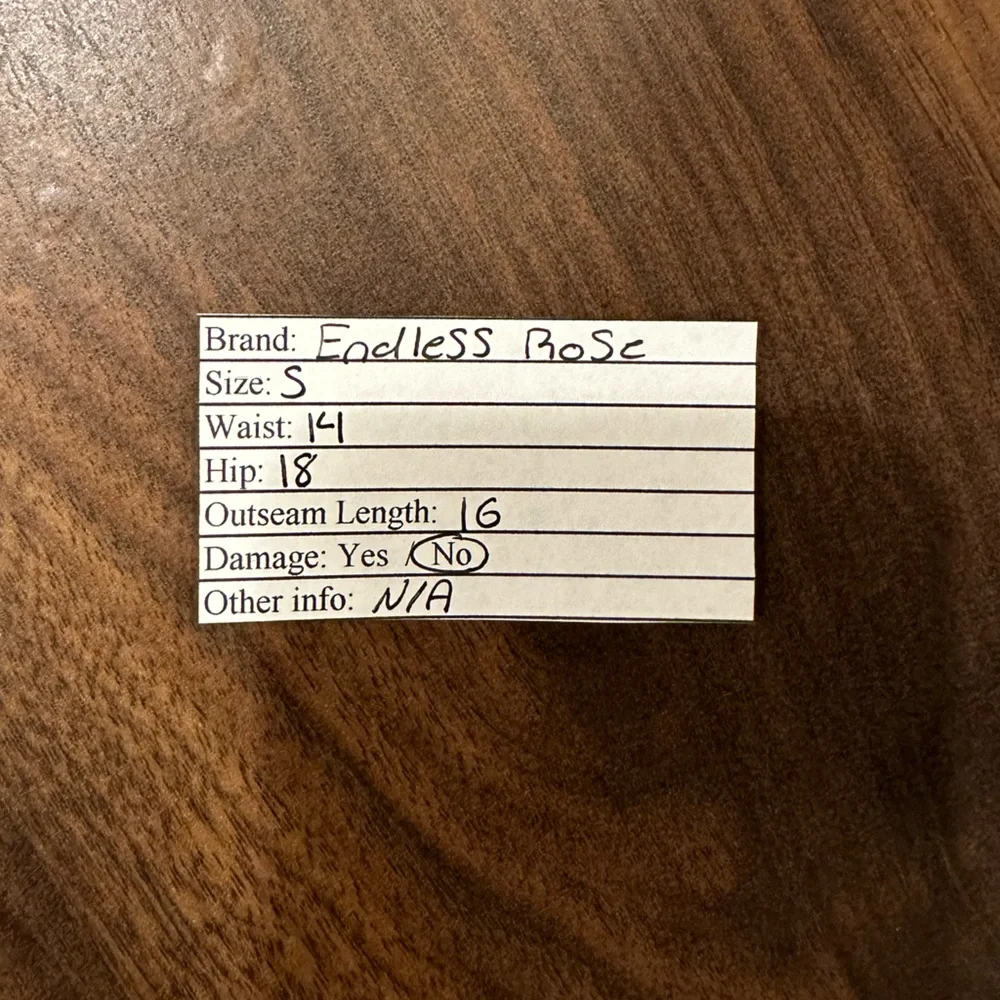 Brand: Endless Rose
Size: S
Waist: 14
Hip: 18
Outseam Length: 16
Damage: Yes / No
Other info: N/A